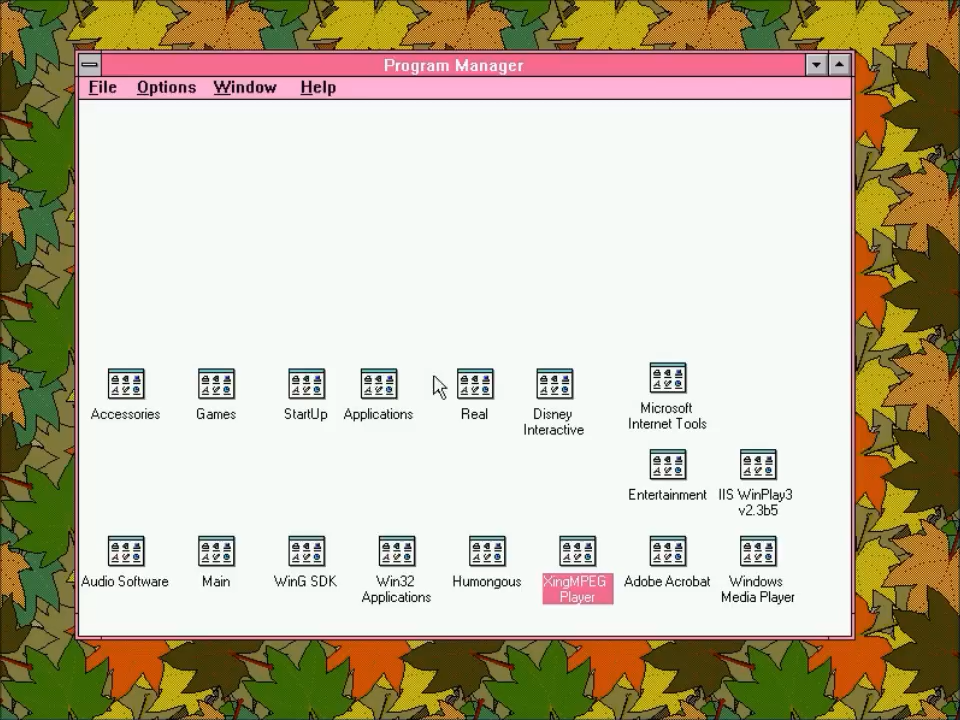 Program Manager
File Options Window Help
Accessories
Games
StartUp
Applications
Real
Disney
Interactive
Microsoft
Internet Tools
Entertainment
IIS WinPlay3
v2.3b5
Audio Software
Main
WinG SDK
Win32
Applications
Humongous
XingMPEG
Player
Adobe Acrobat
Windows
Media Player